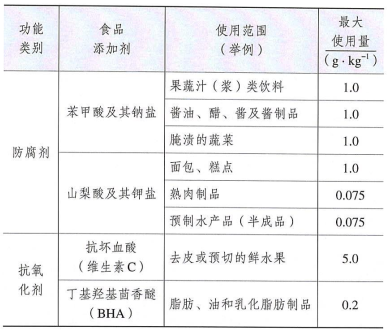 功能类别 食品添加剂 使用范围（举例） 最大使用量/(g·kg⁻¹)
防腐剂 苯甲酸及其钠盐 果蔬汁（浆）类饮料 1.0
酱油、醋、酱及酱制品 1.0
腌渍的蔬菜 1.0
山梨酸及其钾盐 面包、糕点 1.0
熟肉制品 0.075
预制水产品（半成品） 0.075
抗氧化剂 抗坏血酸（维生素C） 去皮或预切的鲜水果 5.0
丁基羟基茴香醚（BHA） 脂肪、油和乳化脂肪制品 0.2